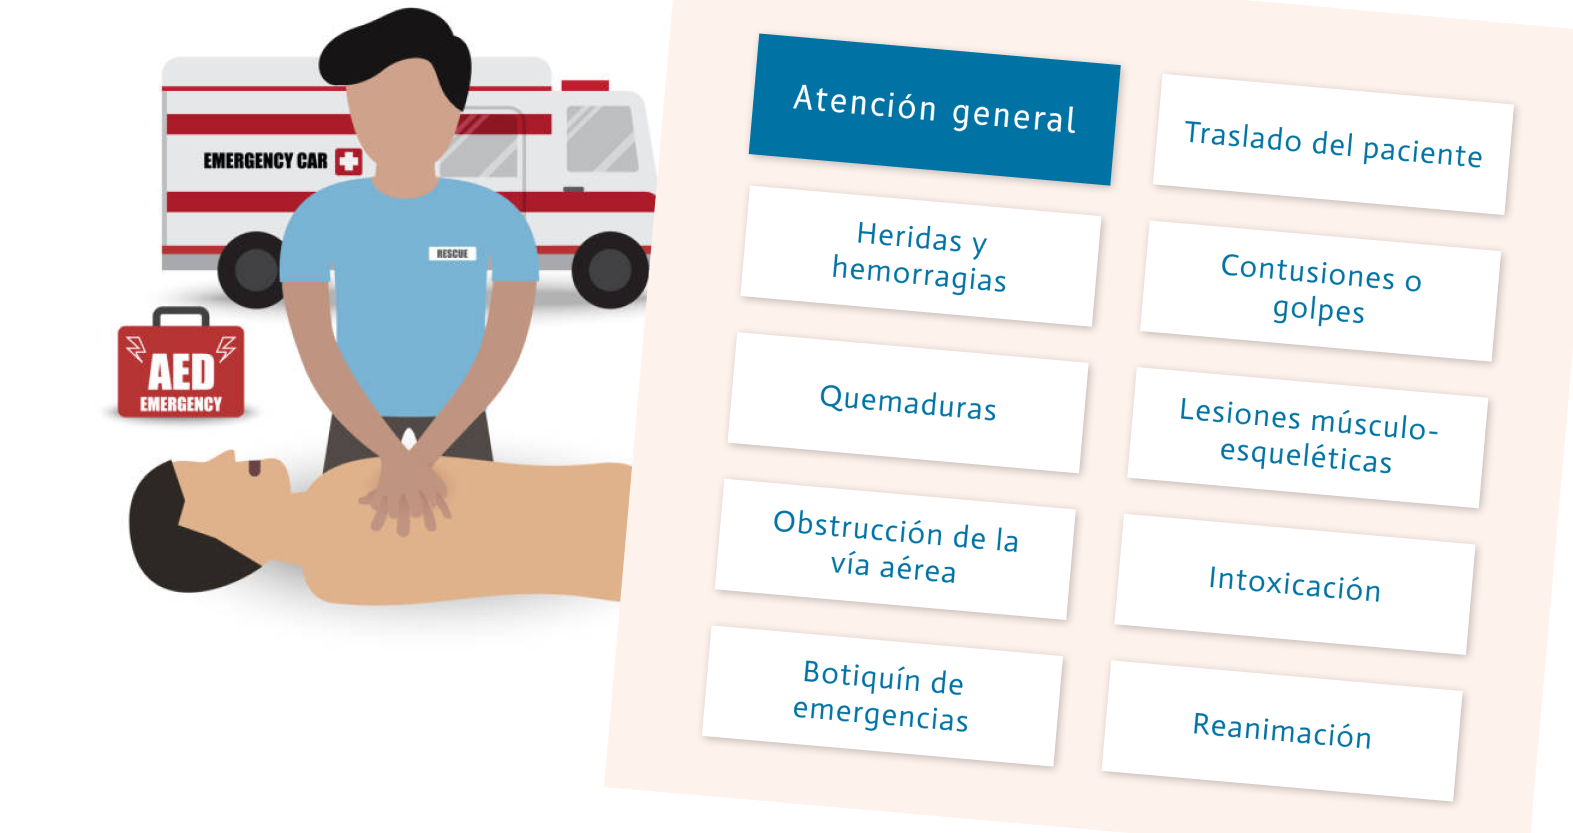 EMERGENCY CAR
RESCUE
AED
EMERGENCY
Atención general
Traslado del paciente
Heridas y
hemorragias
Contusiones o
golpes
Quemaduras
Lesiones músculo-
esqueléticas
Obstrucción de la
vía aérea
Intoxicación
Botiquín de
emergencias
Reanimación